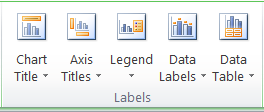 Chart Axis Legend Data Data
Title Titles Labels Table
Labels